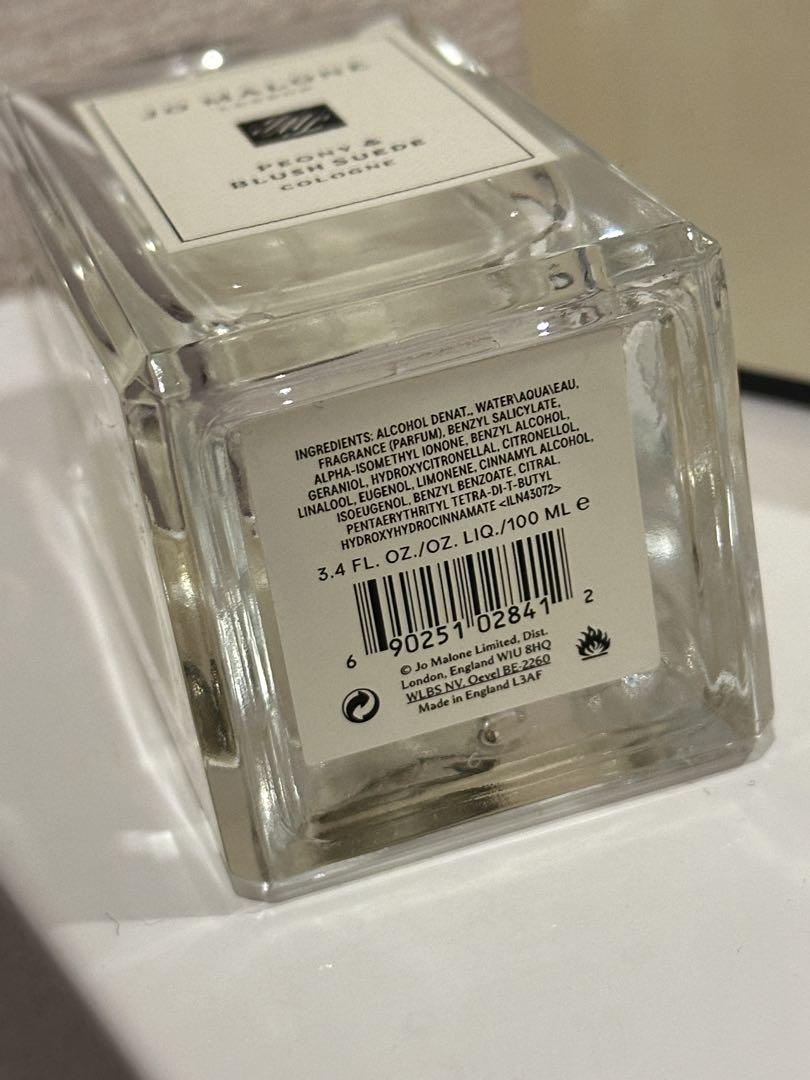 JO MALONE
LONDON
PEONY &
BLUSH SUEDE
COLOGNE
INGREDIENTS: ALCOHOL DENAT., WATER\AQUA\EAU,
FRAGRANCE (PARFUM), BENZYL SALICYLATE,
ALPHA-ISOMETHYL IONONE, BENZYL ALCOHOL,
GERANIOL, HYDROXYCITRONELLAL, CITRONELLOL,
LINALOOL, EUGENOL, LIMONENE, CINNAMYL ALCOHOL,
ISOEUGENOL, BENZYL BENZOATE, CITRAL,
PENTAERYTHRITYL TETRA-DI-T-BUTYL
HYDROXYHYDROCINNAMATE <ILN43072>
3.4 FL. OZ./OZ. LIQ./100 ML ℮
6 90251 02841 2
© Jo Malone Limited, Dist.
London, England W1U 8HQ
WLBS NV, Oevel BE-2260
Made in England L3AF